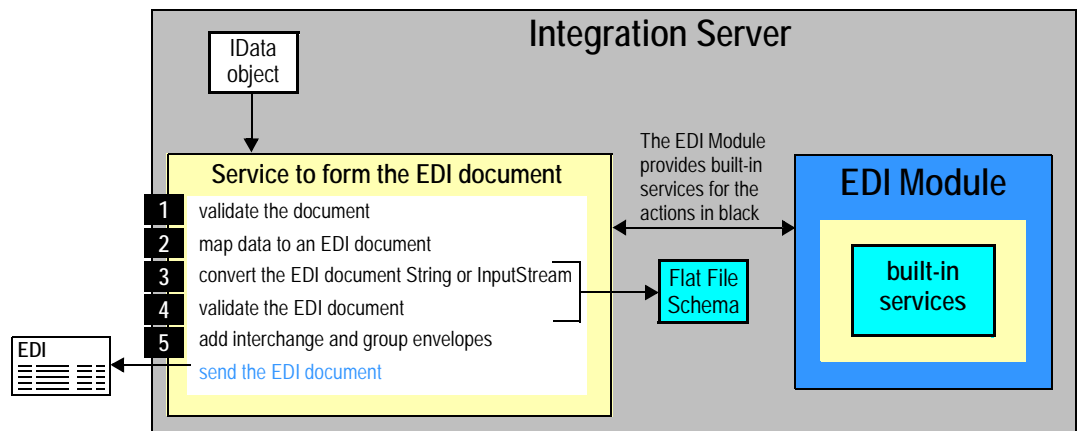 Integration Server
IData
object
The EDI Module
provides built-in
services for the
actions in black
Service to form the EDI document
1 validate the document
2 map data to an EDI document
3 convert the EDI document String or InputStream
4 validate the EDI document
5 add interchange and group envelopes
send the EDI document
Flat File
Schema
EDI Module
built-in
services
EDI